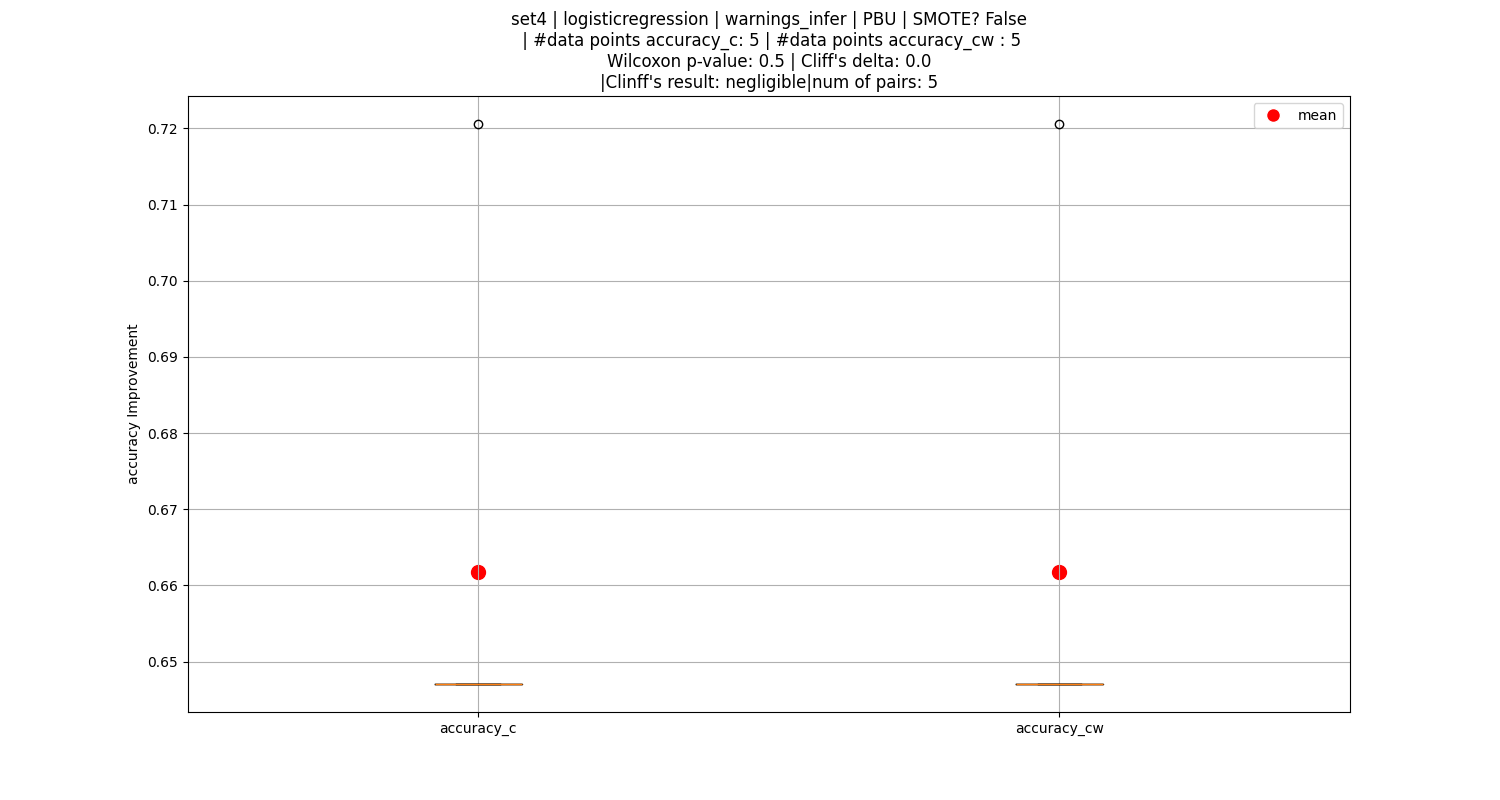 set4 | logisticregression | warnings_infer | PBU | SMOTE? False
| #data points accuracy_c: 5 | #data points accuracy_cw : 5
Wilcoxon p-value: 0.5 | Cliff's delta: 0.0
|Clinff's result: negligible|num of pairs: 5
mean
0.72
0.71
0.70
0.69
0.68
0.67
0.66
0.65
accuracy Improvement
accuracy_c
accuracy_cw